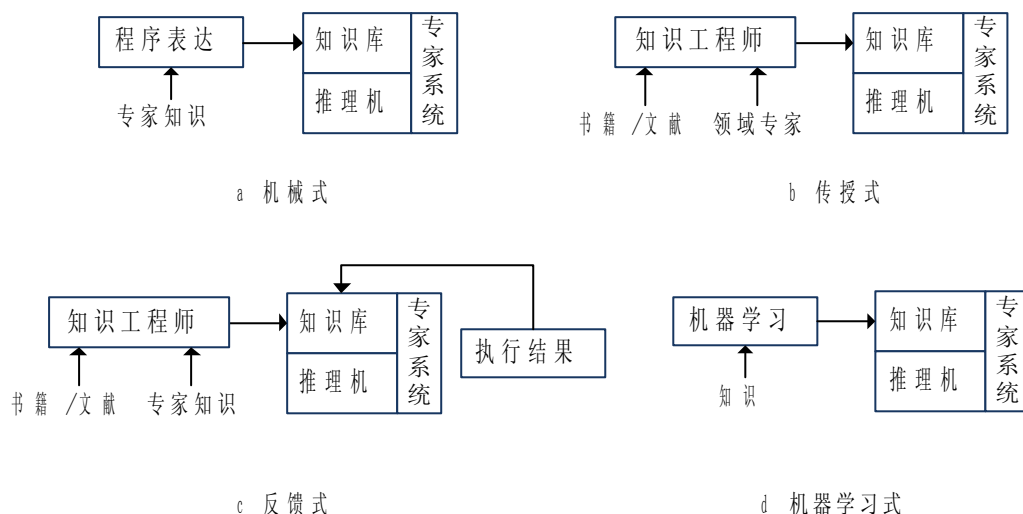 程序表达
知识库
推理机
专家系统
专家知识
a 机械式
知识工程师
知识库
推理机
专家系统
书籍/文献
领域专家
b 传授式
知识工程师
知识库
推理机
专家系统
执行结果
书籍/文献
专家知识
c 反馈式
机器学习
知识库
推理机
专家系统
知识
d 机器学习式